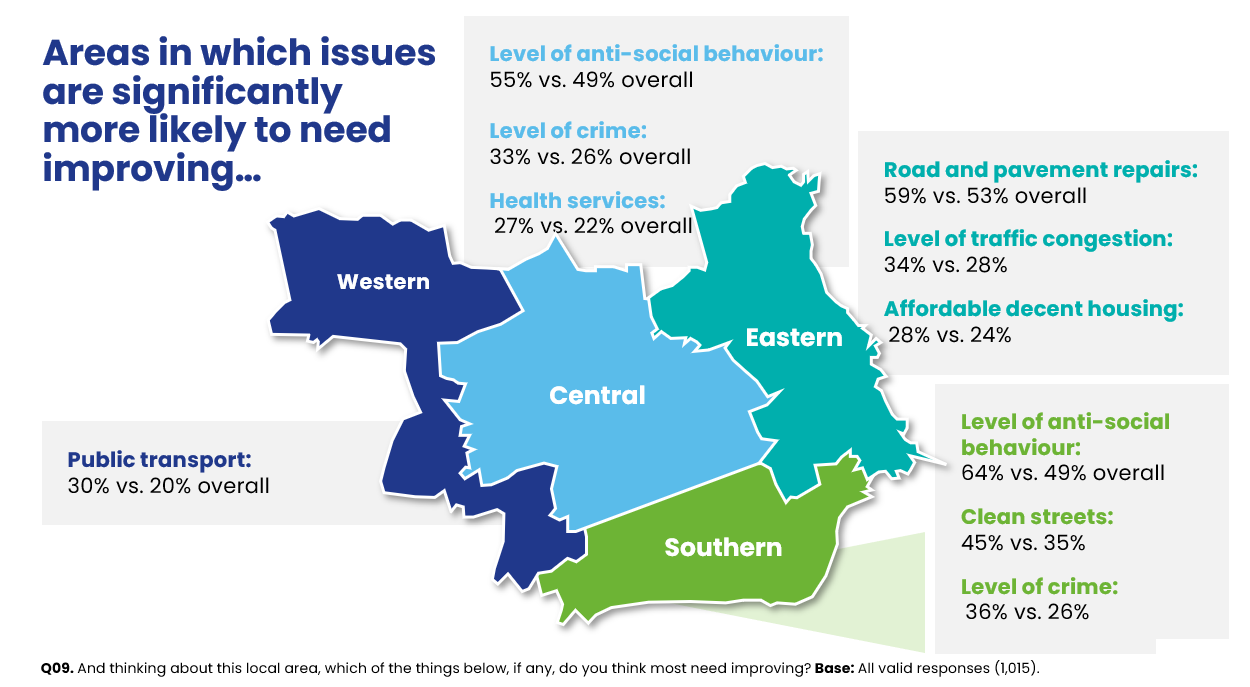 Areas in which issues
are significantly
more likely to need
improving...
Level of anti-social behaviour:
55% vs. 49% overall
Level of crime:
33% vs. 26% overall
Health services:
27% vs. 22% overall
Road and pavement repairs:
59% vs. 53% overall
Level of traffic congestion:
34% vs. 28%
Affordable decent housing:
28% vs. 24%
Western
Eastern
Central
Southern
Public transport:
30% vs. 20% overall
Level of anti-social
behaviour:
64% vs. 49% overall
Clean streets:
45% vs. 35%
Level of crime:
36% vs. 26%
Q09. And thinking about this local area, which of the things below, if any, do you think most need improving? Base: All valid responses (1,015).